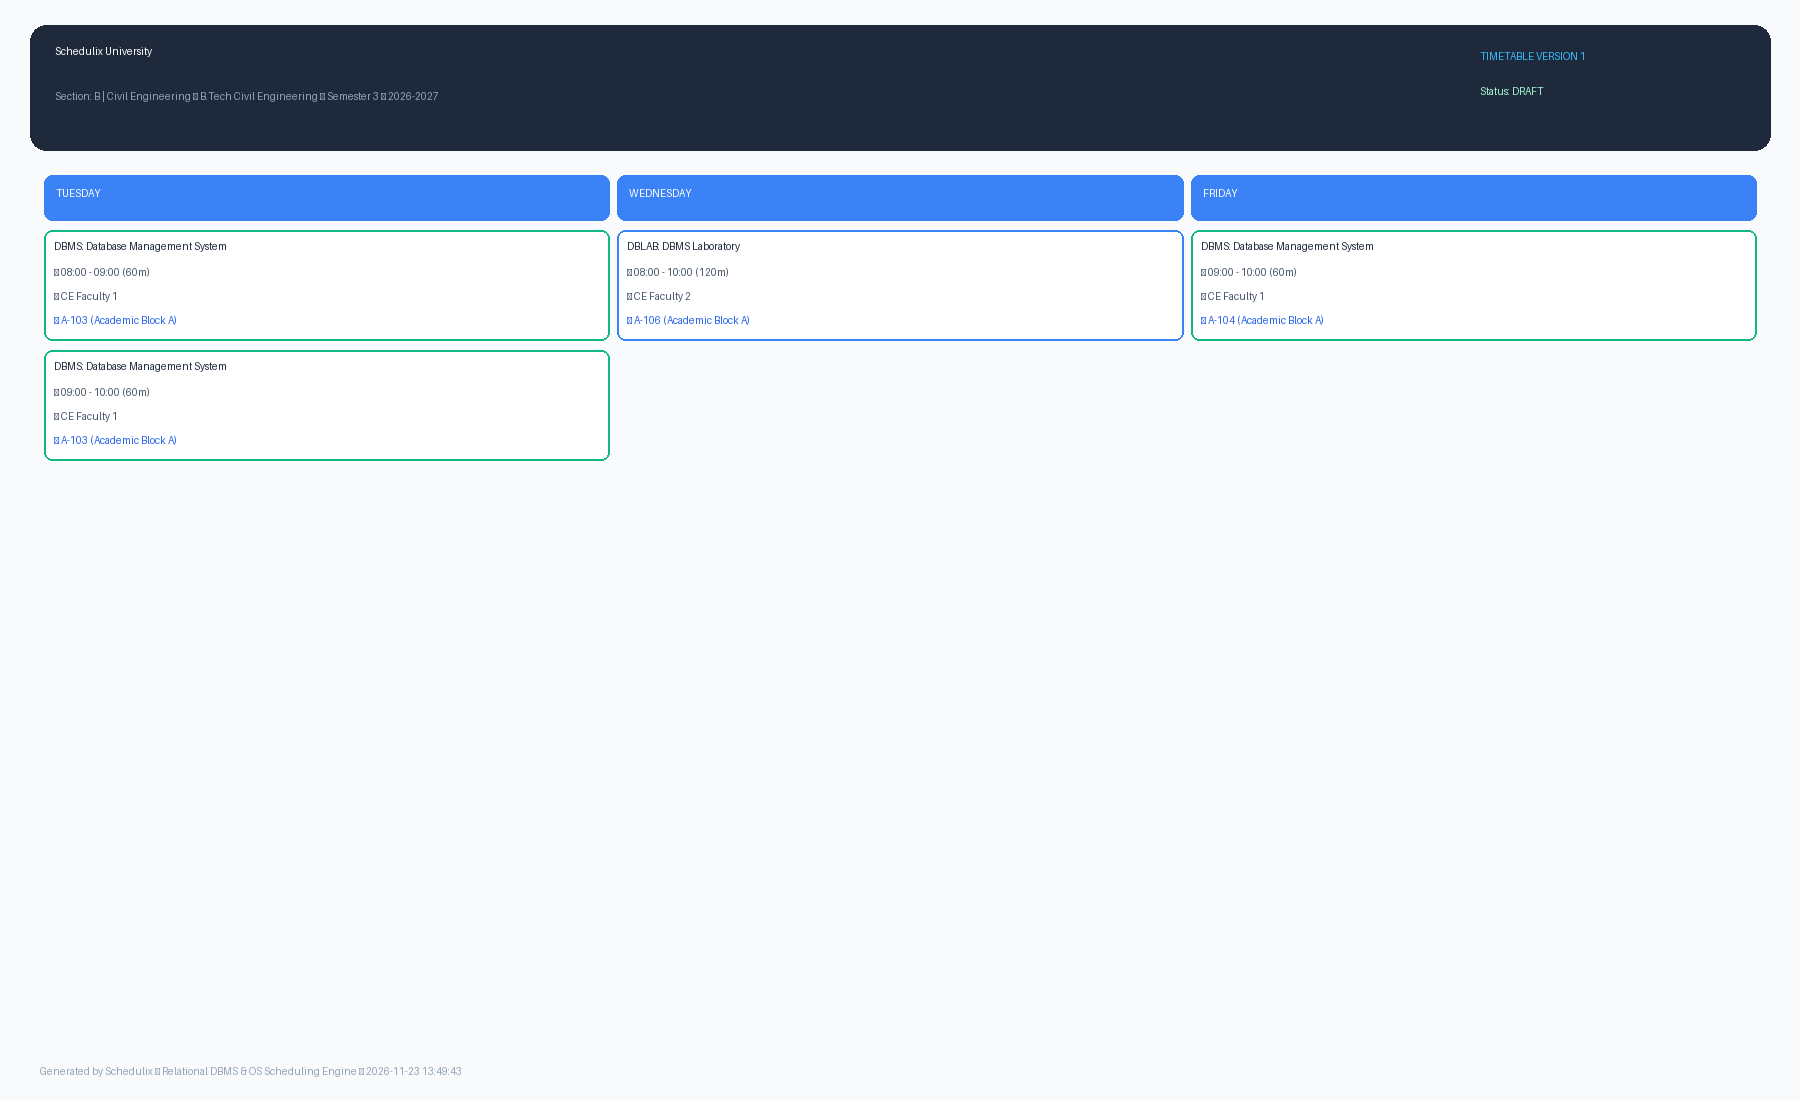 Schedulix University
TIMETABLE VERSION 1
Section: B | Civil Engineering ▯ B.Tech Civil Engineering ▯ Semester 3 ▯ 2026-2027
Status: DRAFT
TUESDAY
DBMS: Database Management System
▯ 08:00 - 09:00 (60m)
▯ CE Faculty 1
▯ A-103 (Academic Block A)
DBMS: Database Management System
▯ 09:00 - 10:00 (60m)
▯ CE Faculty 1
▯ A-103 (Academic Block A)
WEDNESDAY
DBLAB: DBMS Laboratory
▯ 08:00 - 10:00 (120m)
▯ CE Faculty 2
▯ A-106 (Academic Block A)
FRIDAY
DBMS: Database Management System
▯ 09:00 - 10:00 (60m)
▯ CE Faculty 1
▯ A-104 (Academic Block A)
Generated by Schedulix ▯ Relational DBMS & OS Scheduling Engine ▯ 2026-11-23 13:49:43